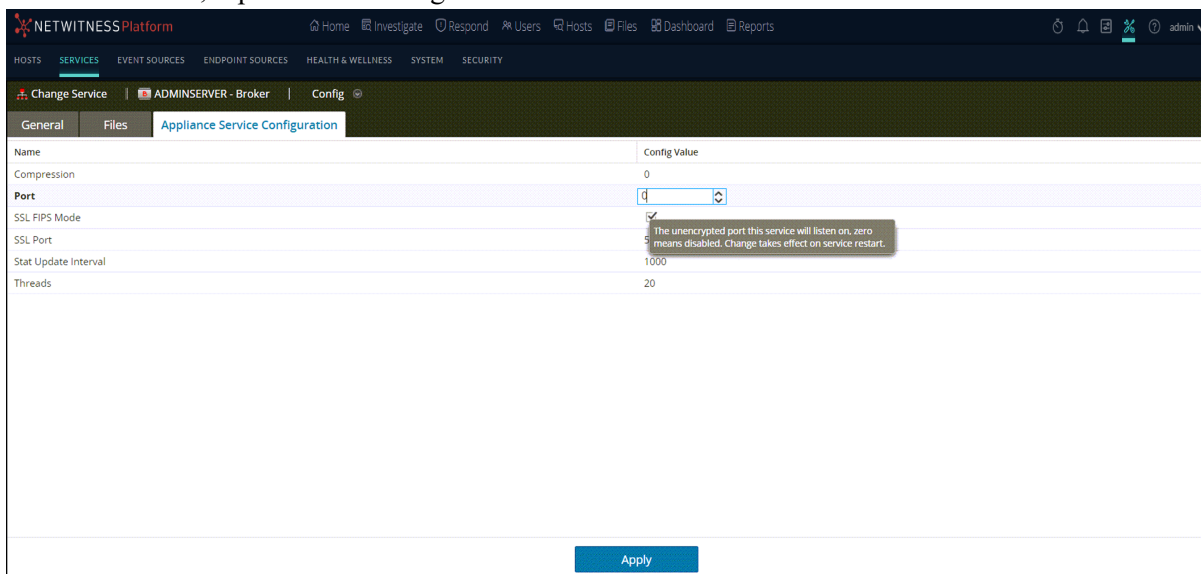 NETWITNESS Platform Home Investigate Respond Users Hosts Files Dashboard Reports admin
HOSTS SERVICES EVENT SOURCES ENDPOINT SOURCES HEALTH & WELLNESS SYSTEM SECURITY
Change Service | ADMINSERVER - Broker | Config
General Files Appliance Service Configuration
Name Config Value
Compression 0
Port 0
SSL FIPS Mode
The unencrypted port this service will listen on, zero
SSL Port 5 means disabled. Change takes effect on service restart.
Stat Update Interval 1000
Threads 20
Apply